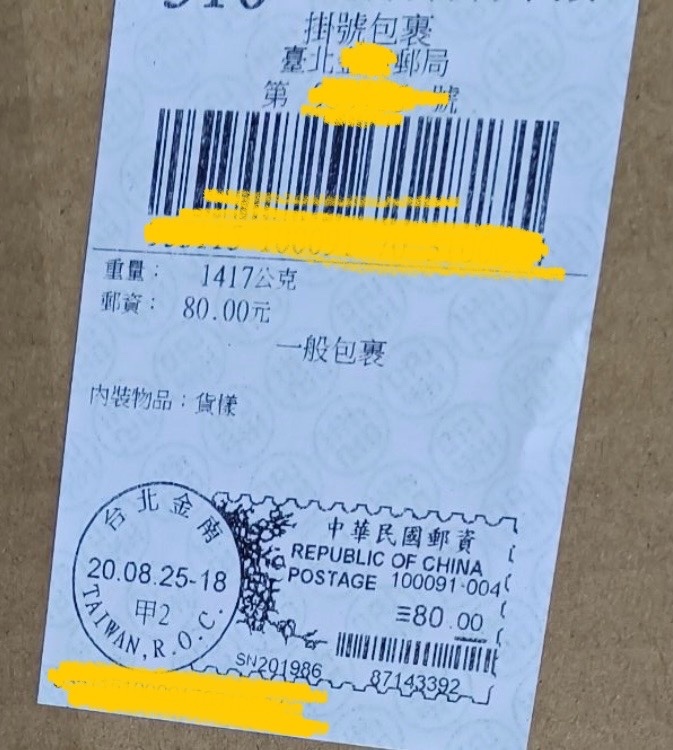 掛號包裹
臺北 郵局
第 號
重量： 1417公克
郵資： 80.00元
一般包裹
內裝物品：貨樣
台北金南
20.08.25-18
甲2
TAIWAN, R.O.C.
中華民國郵資
REPUBLIC OF CHINA
POSTAGE 100091-004
80.00
SN201986
87143392